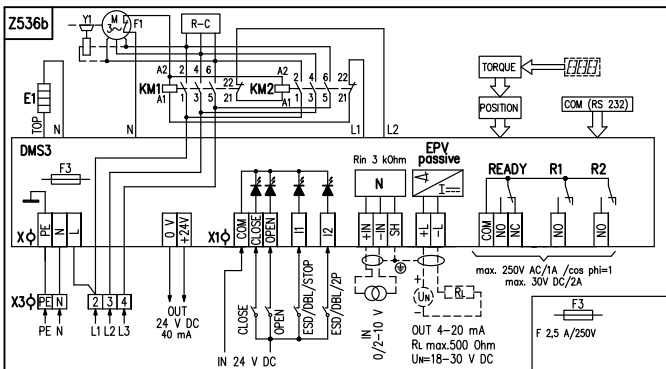 Z536b
Y1
M
3~
F1
R-C
A2
2 4 6
22
KM1
A1
1 3 5
21
KM2
A2
2 4 6
22
A1
1 3 5
21
E1
TOP
N
N
L1
L2
TORQUE
POSITION
COM (RS 232)
DMS3
F3
Rin 3 kOhm
N
EPV
passive
READY
R1
R2
X
PE
N
L
0 V
+24V
X1
COM
CLOSE
OPEN
I1
I2
+IN
-IN
SH
+L
-L
COM
NO
NC
NO
NO
max. 250V AC/1A /cos phi=1
max. 30V DC/2A
X3
PE
N
2
3
4
PE N
L1 L2 L3
OUT
24 V DC
40 mA
IN 24 V DC
CLOSE
OPEN
ESD/DBL/STOP
ESD/DBL/2P
IN
0/2-10 V
+
UN
-
RL
OUT 4-20 mA
RL max.500 Ohm
UN=18-30 V DC
F3
F 2,5 A/250V